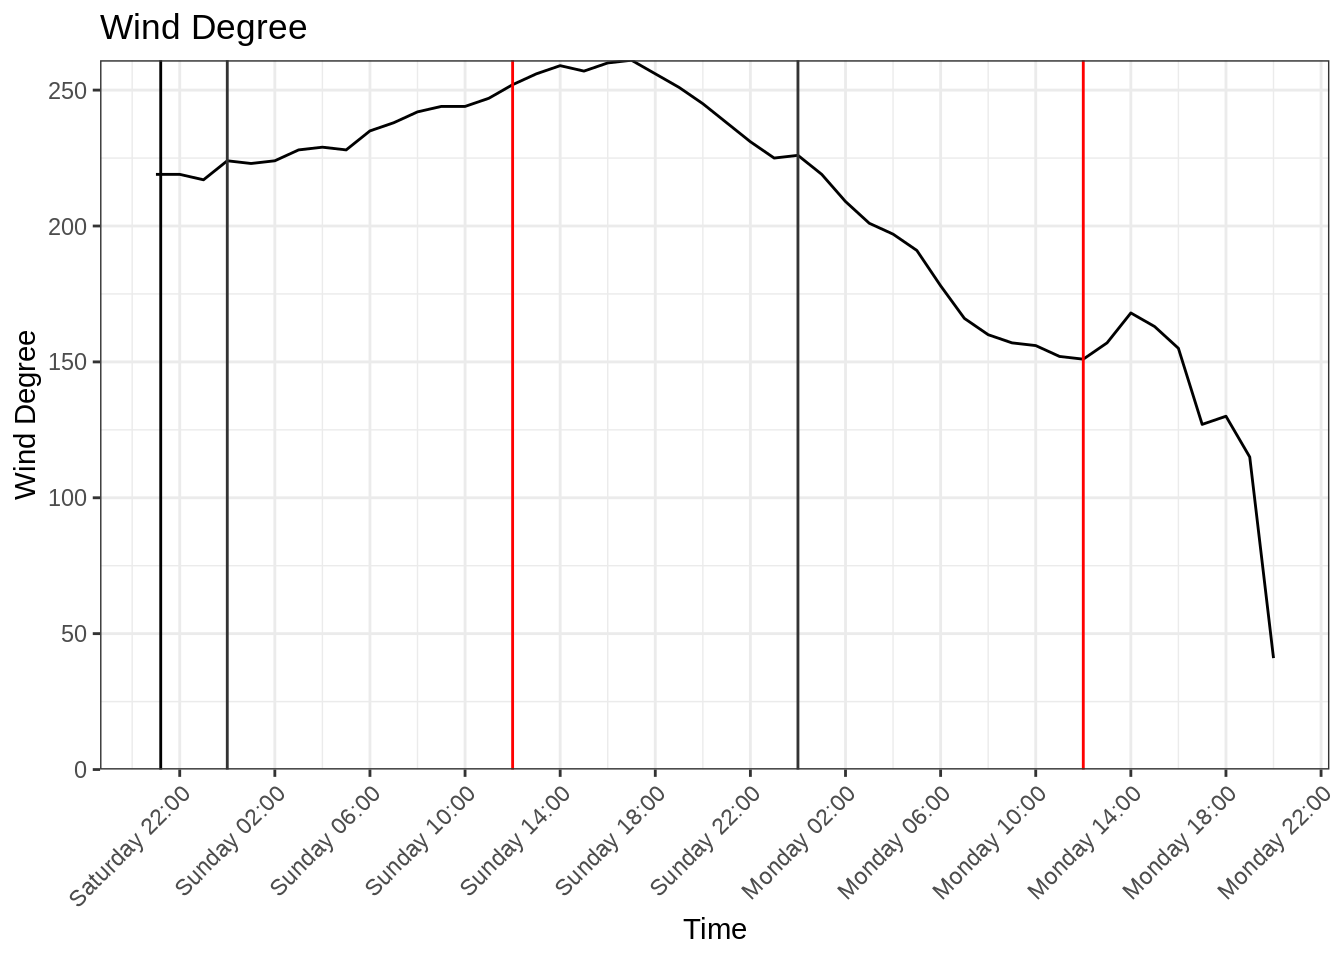 Wind Degree
Wind Degree
250
200
150
100
50
0
Saturday 22:00
Sunday 02:00
Sunday 06:00
Sunday 10:00
Sunday 14:00
Sunday 18:00
Sunday 22:00
Monday 02:00
Monday 06:00
Monday 10:00
Monday 14:00
Monday 18:00
Monday 22:00
Time